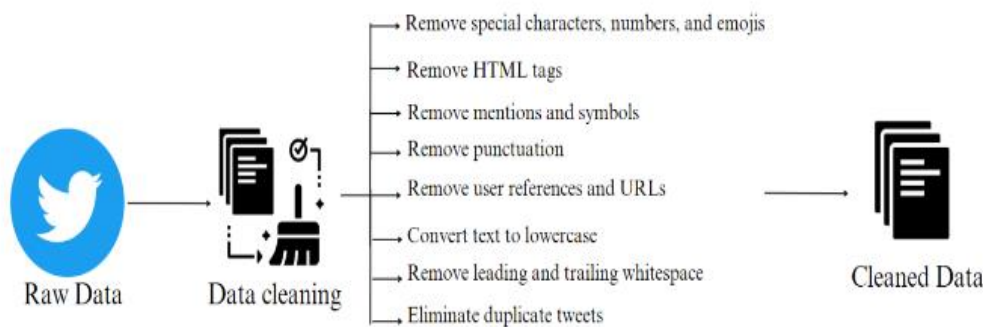 Remove special characters, numbers, and emojis
Remove HTML tags
Remove mentions and symbols
Remove punctuation
Remove user references and URLs
Convert text to lowercase
Remove leading and trailing whitespace
Eliminate duplicate tweets
Raw Data
Data cleaning
Cleaned Data